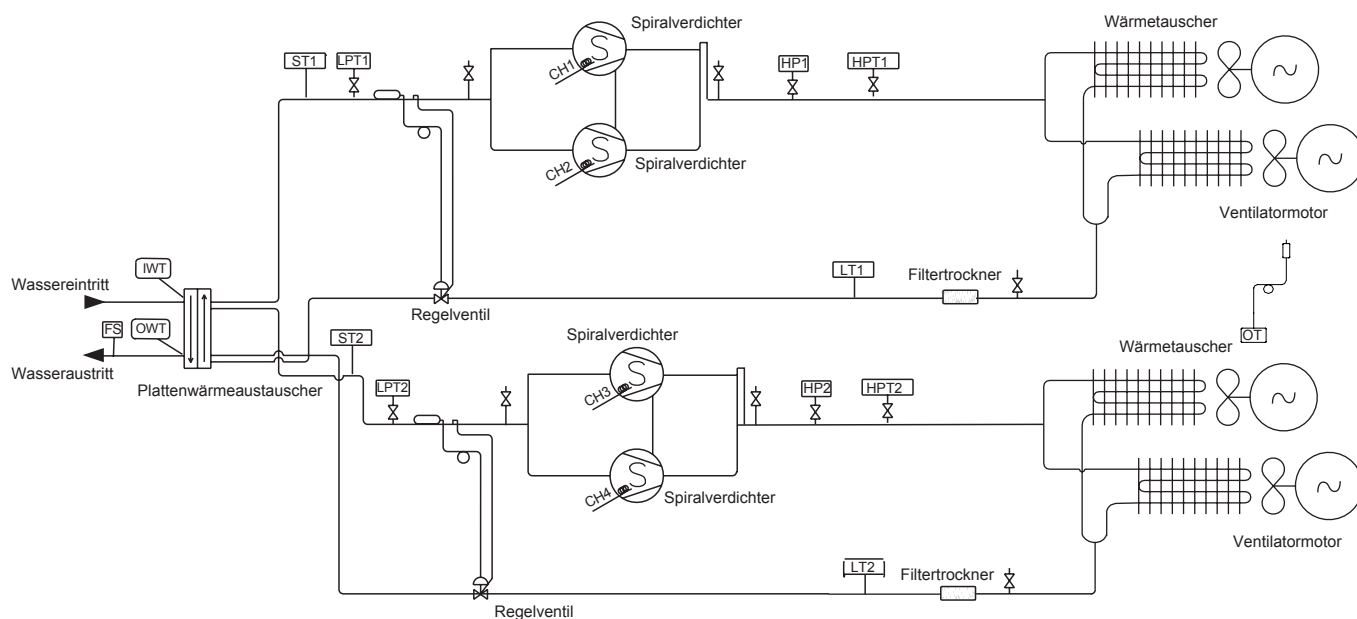 Spiralverdichter
Wärmetauscher
ST1
LPT1
CH1
HP1
HPT1
CH2
Spiralverdichter
Ventilatormotor
IWT
Wassereintritt
LT1
Filtertrockner
Regelventil
FS
OWT
OT
Wasseraustritt
Plattenwärmeaustauscher
ST2
Spiralverdichter
Wärmetauscher
LPT2
CH3
HP2
HPT2
CH4
Spiralverdichter
Ventilatormotor
LT2
Filtertrockner
Regelventil